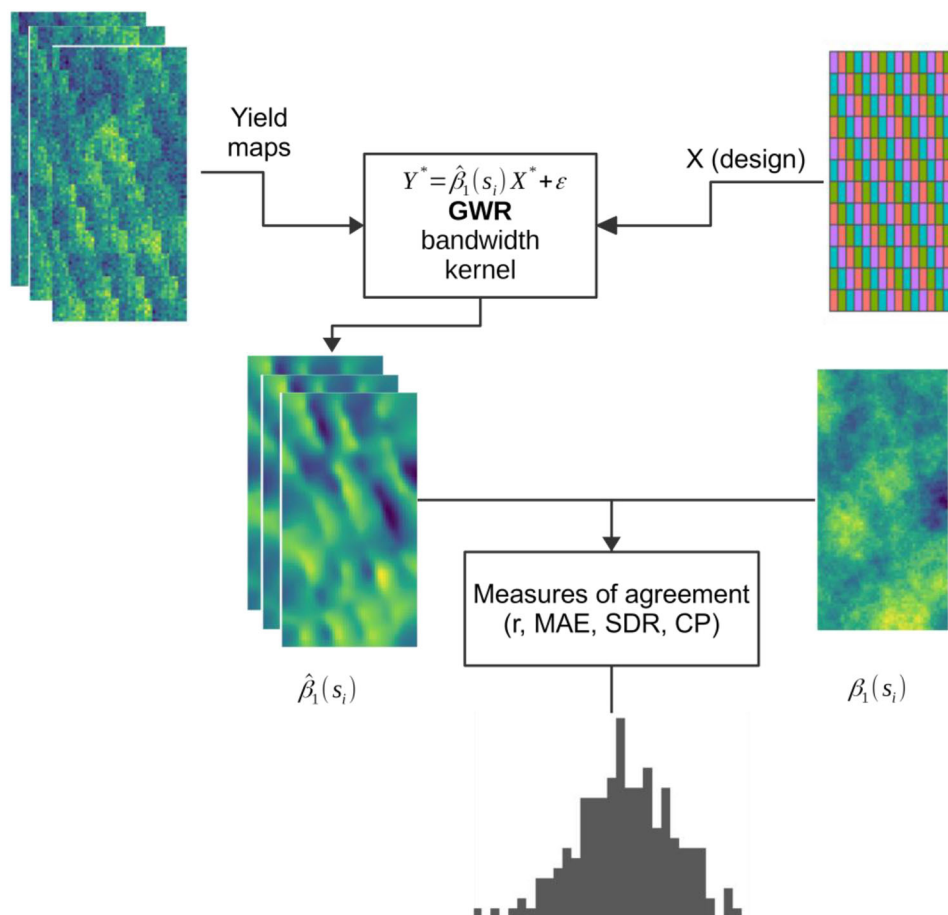 Yield
maps
X (design)
Y* = β̂₁(sᵢ) X* + ε
GWR
bandwidth
kernel
Measures of agreement
(r, MAE, SDR, CP)
β̂₁(sᵢ)
β₁(sᵢ)